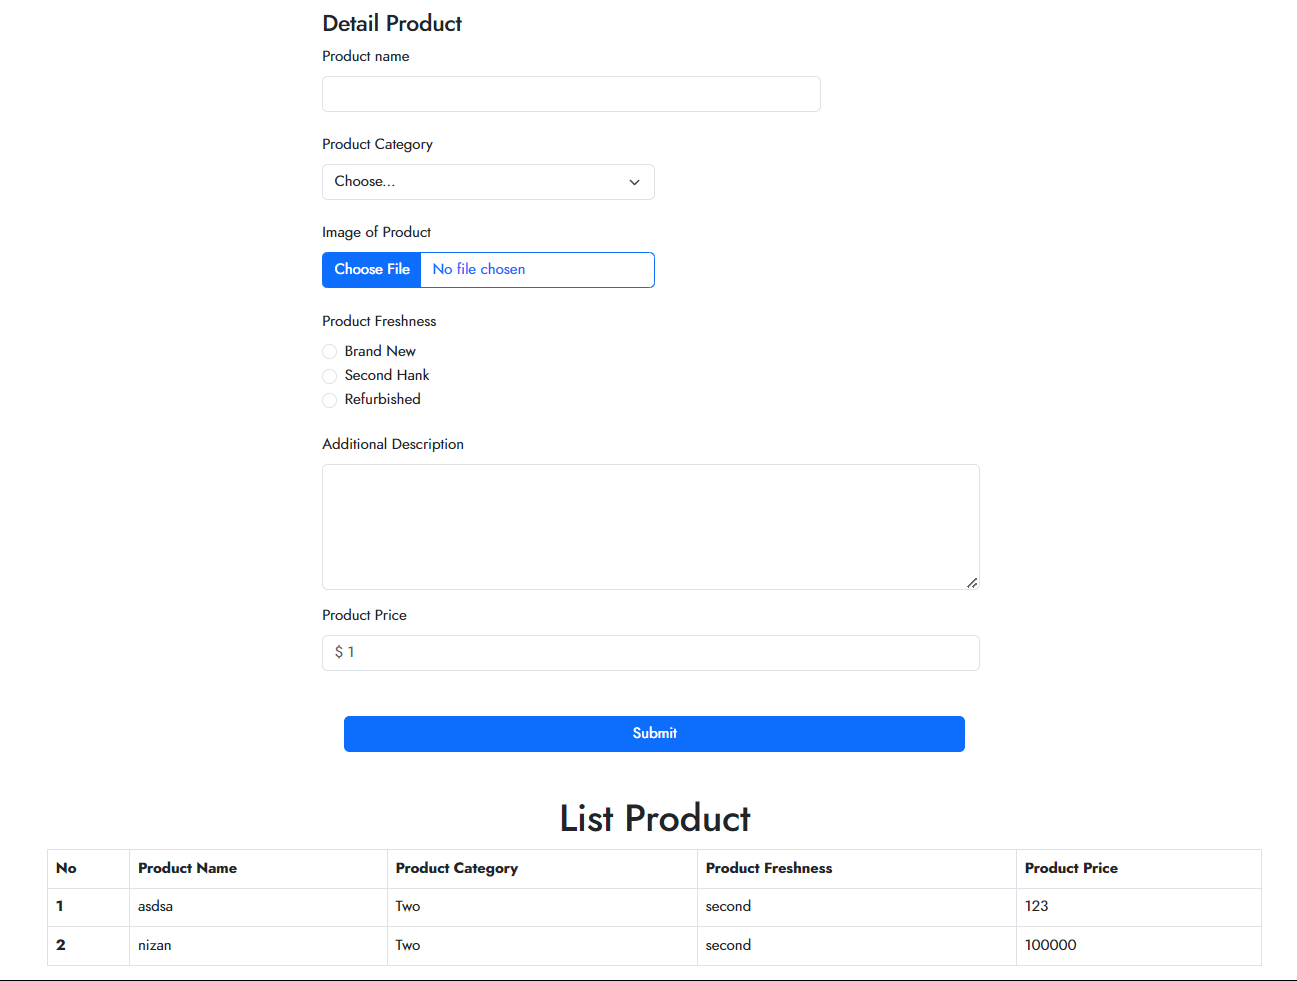 Detail Product
Product name
Product Category
Choose...
Image of Product
Choose File No file chosen
Product Freshness
Brand New
Second Hank
Refurbished
Additional Description
Product Price
$ 1
Submit
List Product
No Product Name Product Category Product Freshness Product Price
1 asdsa Two second 123
2 nizan Two second 100000